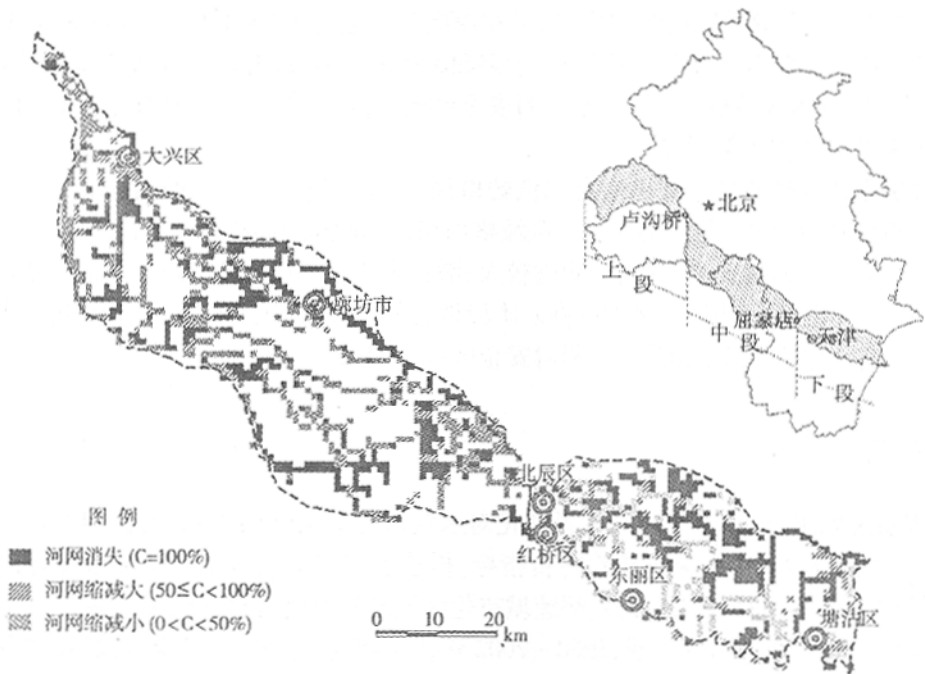 大兴区
廊坊市
北辰区
红桥区
东丽区
塘沽区
★北京
卢沟桥
上段
屈家店
天津
中段
下段
图例
河网消失 (C=100%)
河网缩减大 (50≤C<100%)
河网缩减小 (0<C<50%)
0 10 20
km